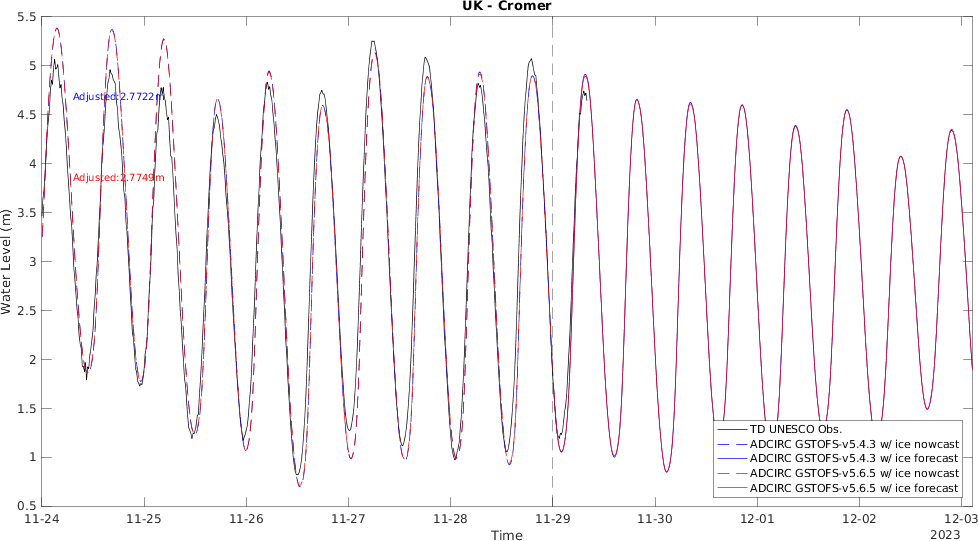 UK - Cromer
5.5
5
4.5
4
3.5
3
2.5
2
1.5
1
0.5
Water Level (m)
Adjusted:2.7722m
Adjusted:2.7749m
TD UNESCO Obs.
ADCIRC GSTOFS-v5.4.3 w/ ice nowcast
ADCIRC GSTOFS-v5.4.3 w/ ice forecast
ADCIRC GSTOFS-v5.6.5 w/ ice nowcast
ADCIRC GSTOFS-v5.6.5 w/ ice forecast
11-24 11-25 11-26 11-27 11-28 11-29 11-30 12-01 12-02 12-03
Time
2023